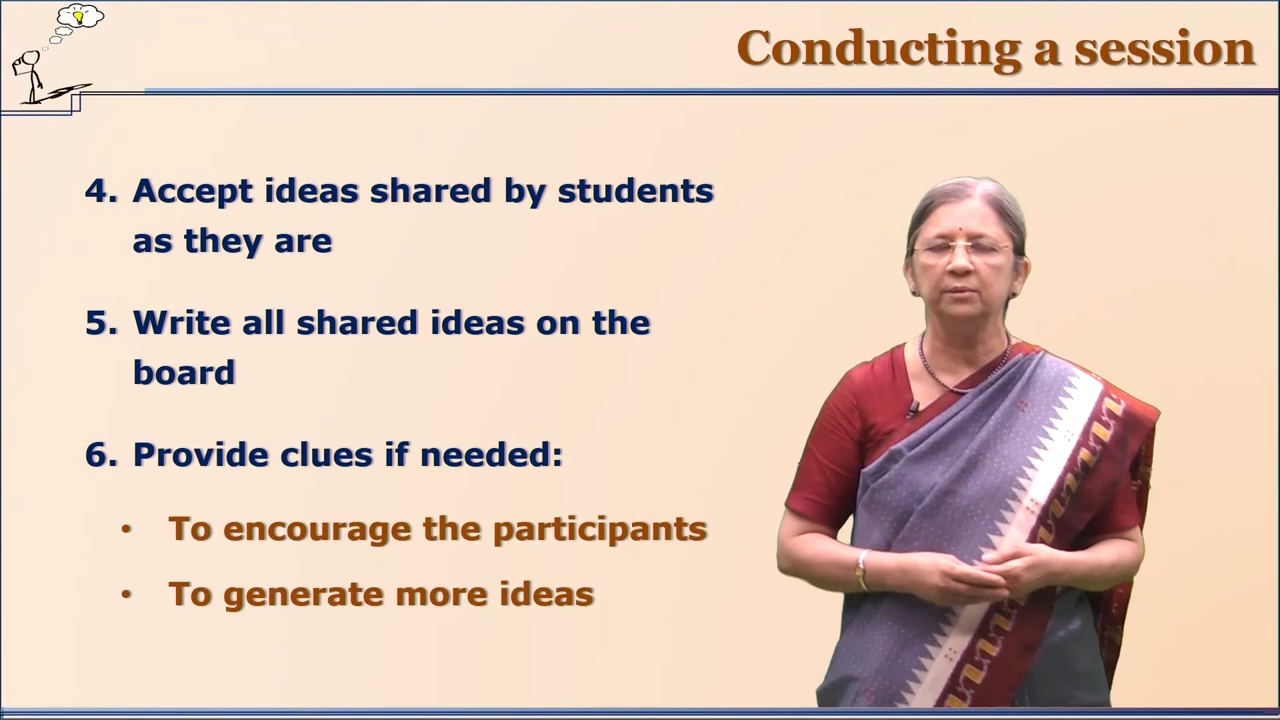 Conducting a session
4. Accept ideas shared by students
as they are
5. Write all shared ideas on the
board
6. Provide clues if needed:
• To encourage the participants
• To generate more ideas